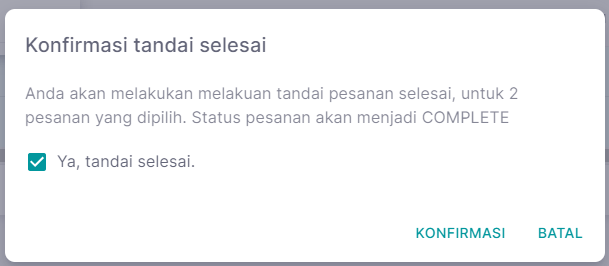 Konfirmasi tandai selesai
Anda akan melakukan melakuan tandai pesanan selesai, untuk 2
pesanan yang dipilih. Status pesanan akan menjadi COMPLETE
Ya, tandai selesai.
KONFIRMASI BATAL